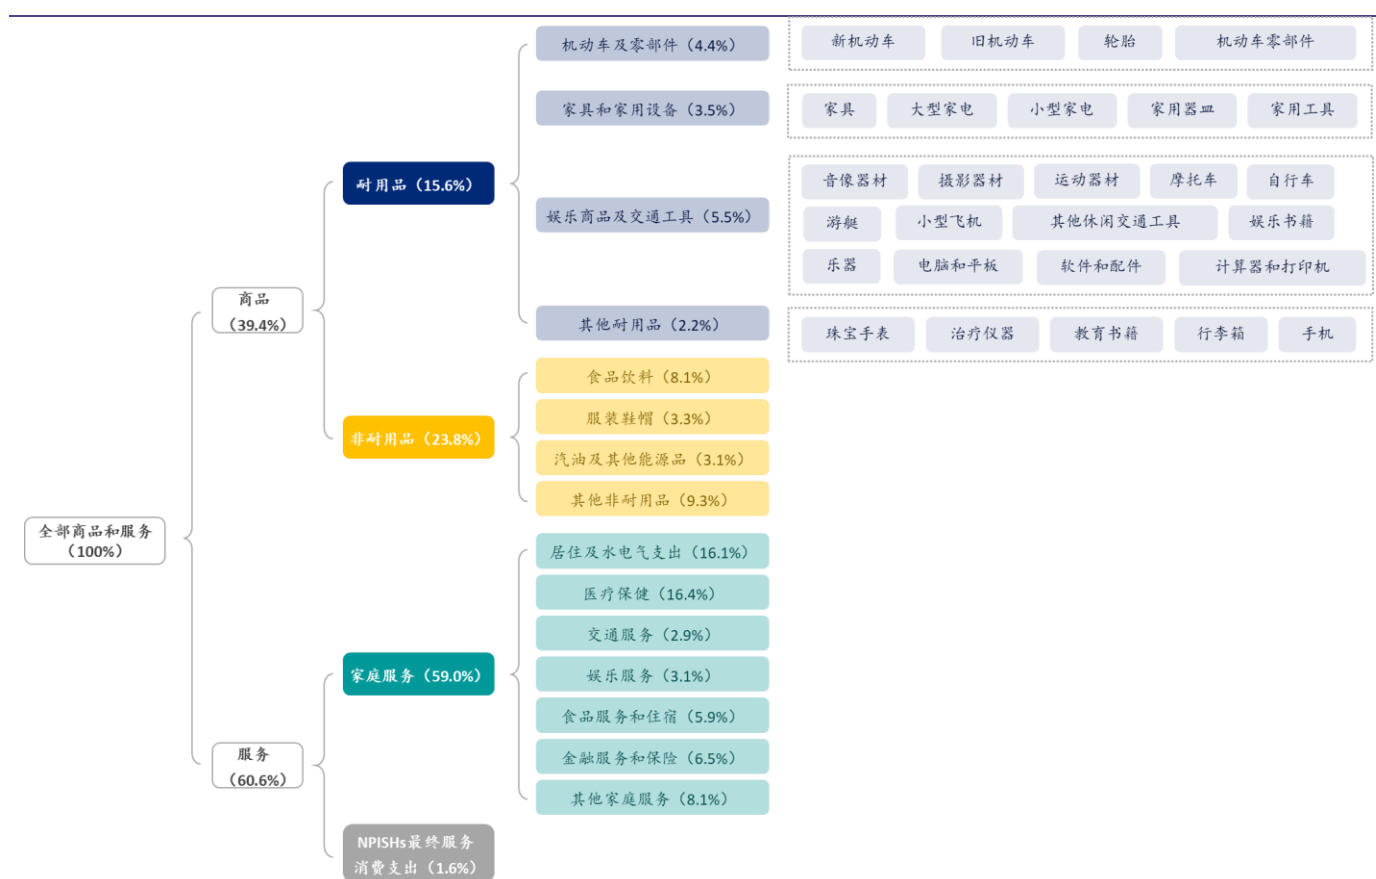 全部商品和服务
(100%)
商品
（39.4%）
服务
（60.6%）
耐用品（15.6%）
非耐用品（23.8%）
家庭服务（59.0%）
NPISHs最终服务
消费支出（1.6%）
机动车及零部件（4.4%）
新机动车
旧机动车
轮胎
机动车零部件
家具和家用设备（3.5%）
家具
大型家电
小型家电
家用器皿
家用工具
娱乐商品及交通工具（5.5%）
音像器材
摄影器材
运动器材
摩托车
自行车
游艇
小型飞机
其他休闲交通工具
娱乐书籍
乐器
电脑和平板
软件和配件
计算器和打印机
其他耐用品（2.2%）
珠宝手表
治疗仪器
教育书籍
行李箱
手机
食品饮料（8.1%）
服装鞋帽（3.3%）
汽油及其他能源品（3.1%）
其他非耐用品（9.3%）
居住及水电气支出（16.1%）
医疗保健（16.4%）
交通服务（2.9%）
娱乐服务（3.1%）
食品服务和住宿（5.9%）
金融服务和保险（6.5%）
其他家庭服务（8.1%）